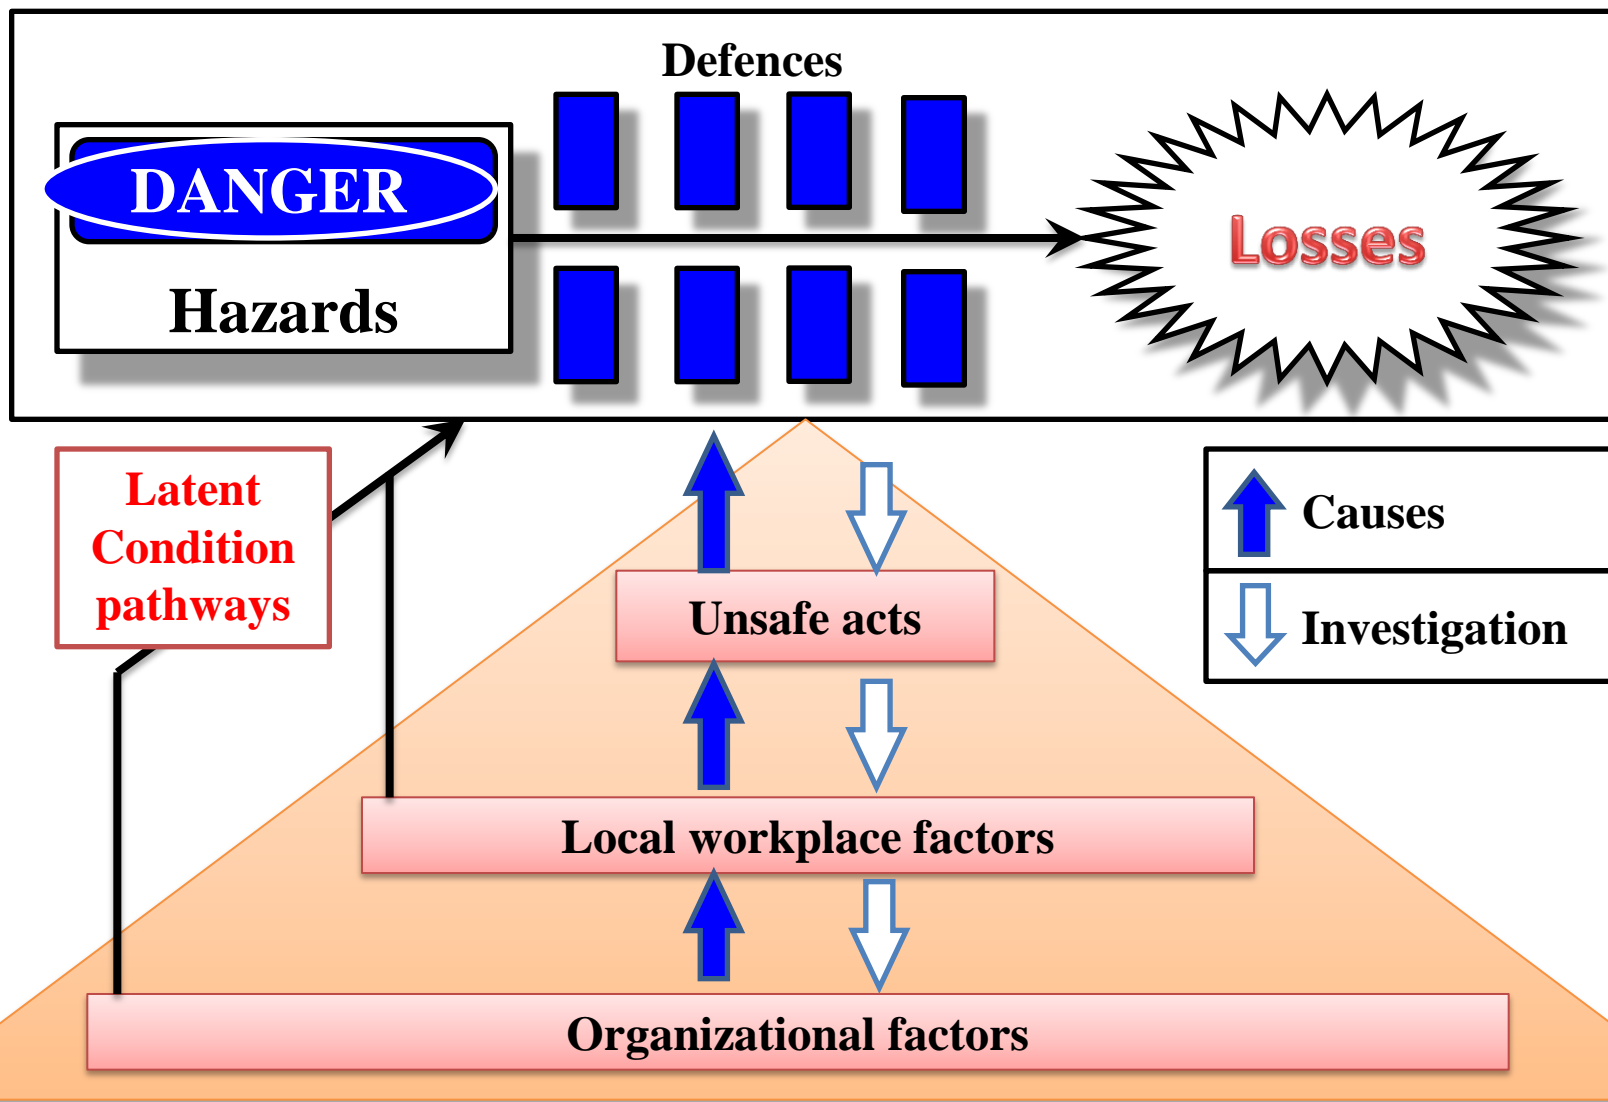 Defences
DANGER
Hazards
Losses
Latent
Condition
pathways
Causes
Investigation
Unsafe acts
Local workplace factors
Organizational factors